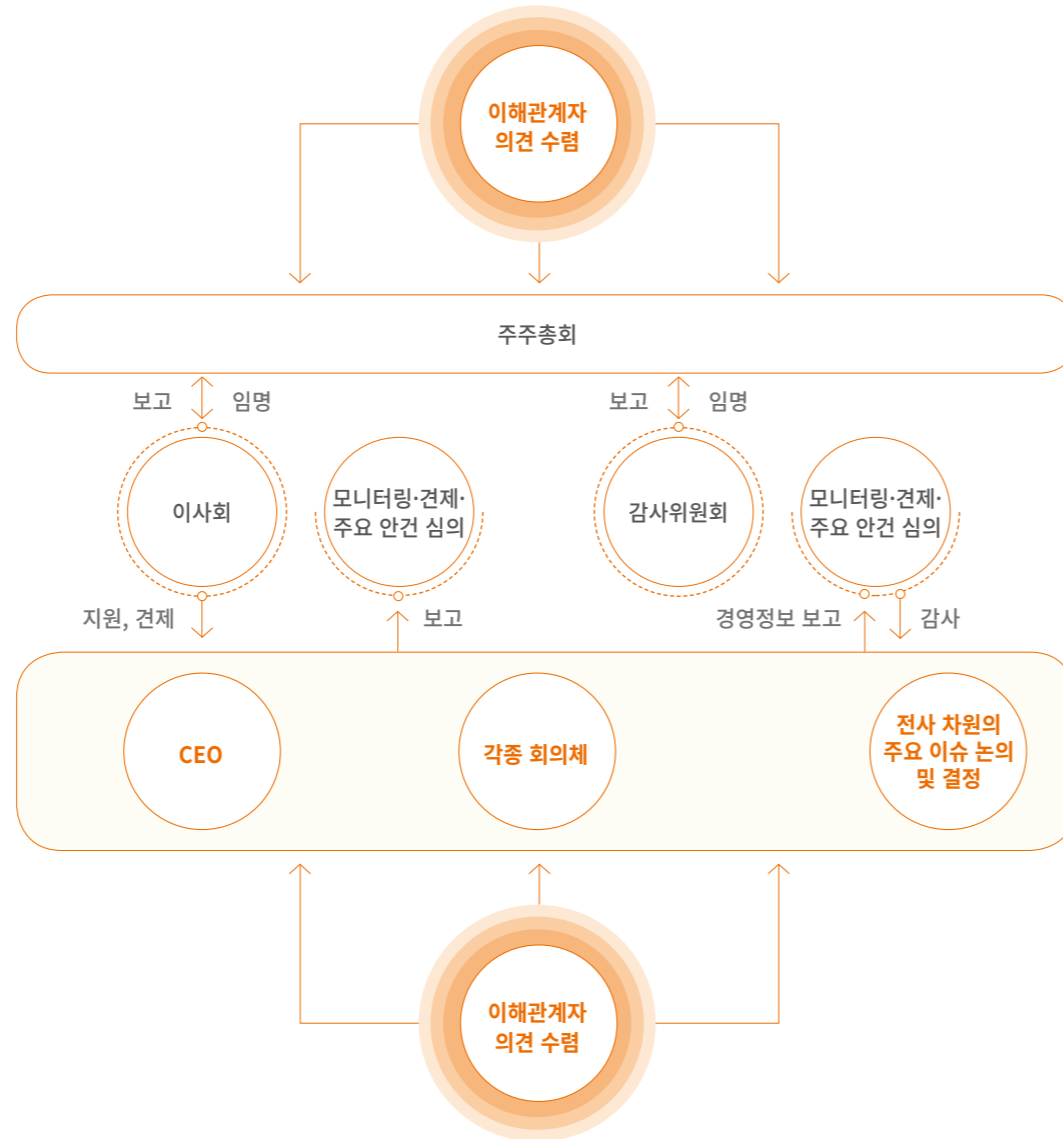 이해관계자
의견 수렴
주주총회
보고 임명
보고 임명
이사회
모니터링·견제·
주요 안건 심의
감사위원회
모니터링·견제·
주요 안건 심의
지원, 견제
보고
경영정보 보고
감사
CEO
각종 회의체
전사 차원의
주요 이슈 논의
및 결정
이해관계자
의견 수렴